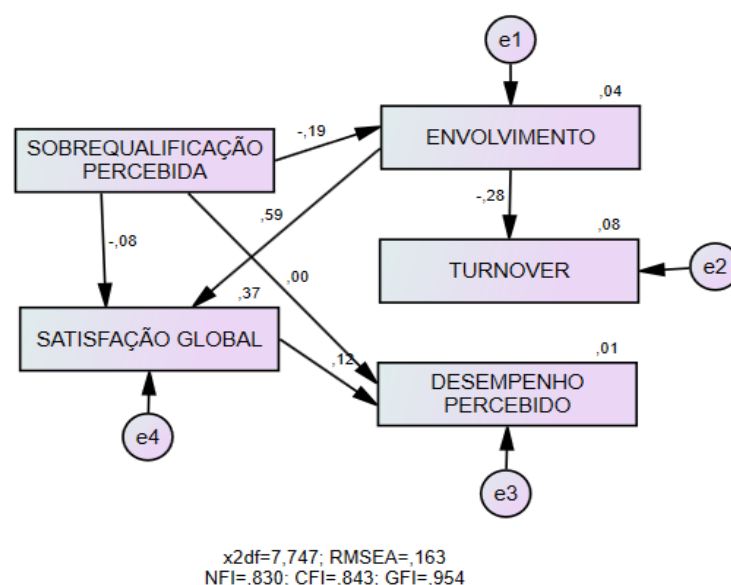 e1
,04
SOBREQUALIFICAÇÃO
PERCEBIDA
-,19
ENVOLVIMENTO
-,08
,59
-,28
,00
,08
TURNOVER
e2
,37
SATISFAÇÃO GLOBAL
,12
,01
DESEMPENHO
PERCEBIDO
e4
e3
x2df=7,747; RMSEA=,163
NFI=.830; CFI=.843; GFI=.954